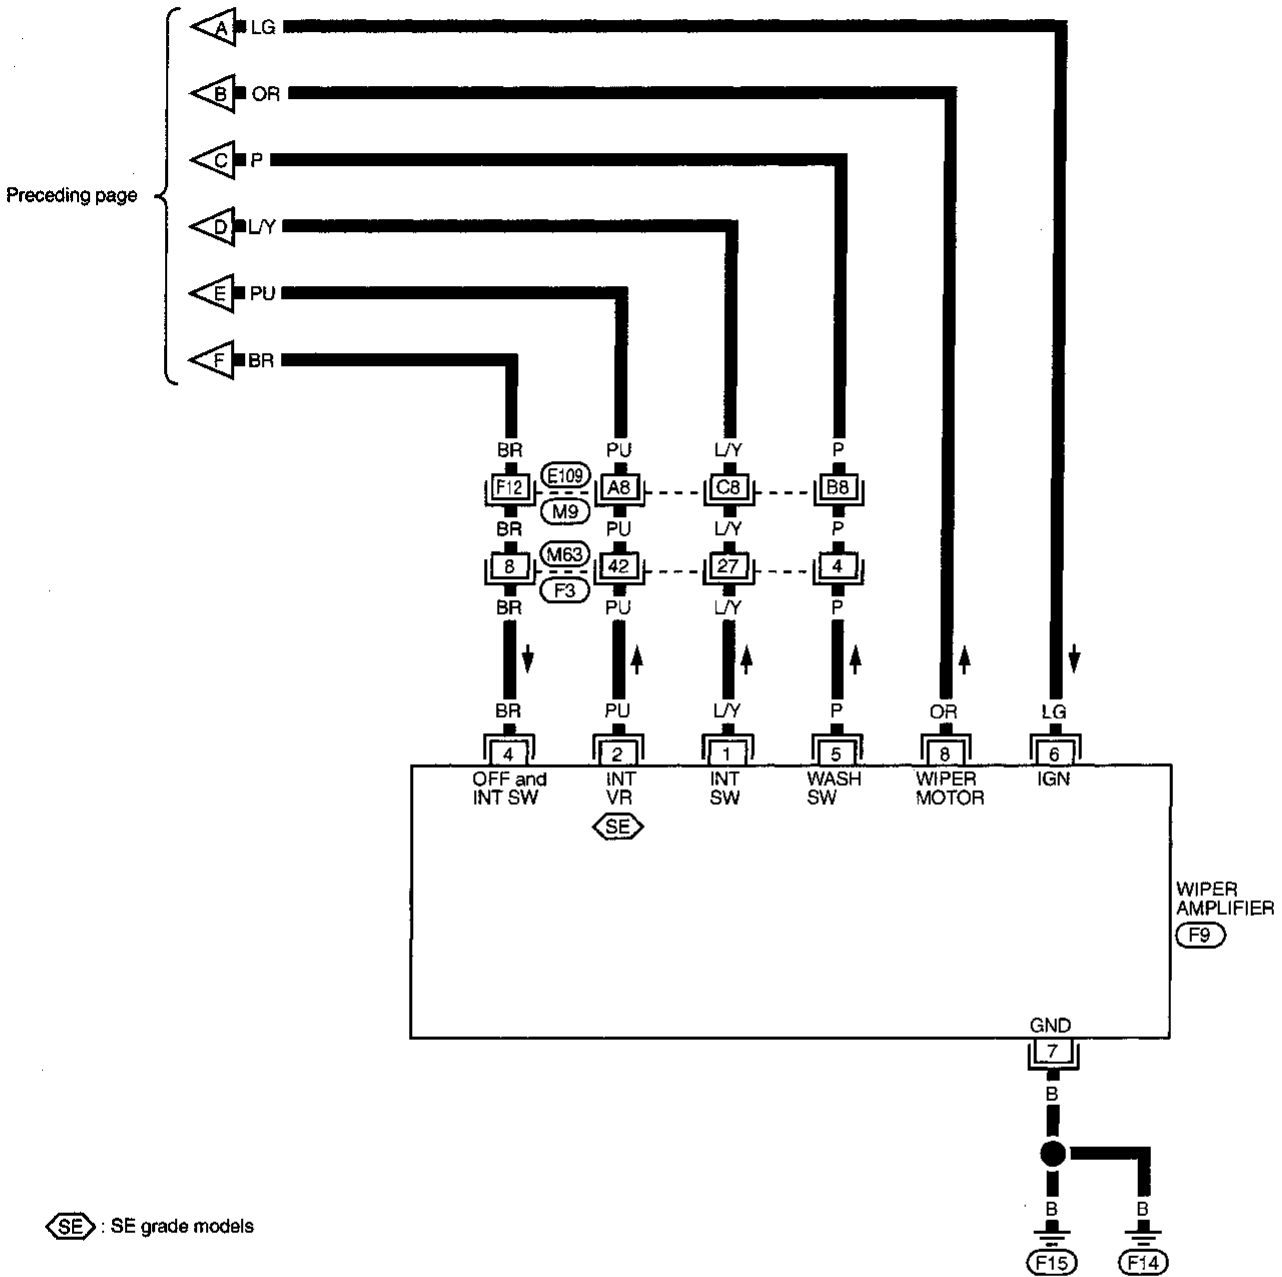 A LG
B OR
C P
Preceding page
D L/Y
E PU
F BR
BR PU L/Y P
F12 E109 A8 C8 B8
M9
BR PU L/Y P
8 M63 42 27 4
F3
BR PU L/Y P
BR PU L/Y P OR LG
4 2 1 5 8 6
OFF and INT INT WASH WIPER IGN
INT SW VR SW SW MOTOR
SE
WIPER
AMPLIFIER
F9
GND
7
B
B B
SE : SE grade models
F15 F14